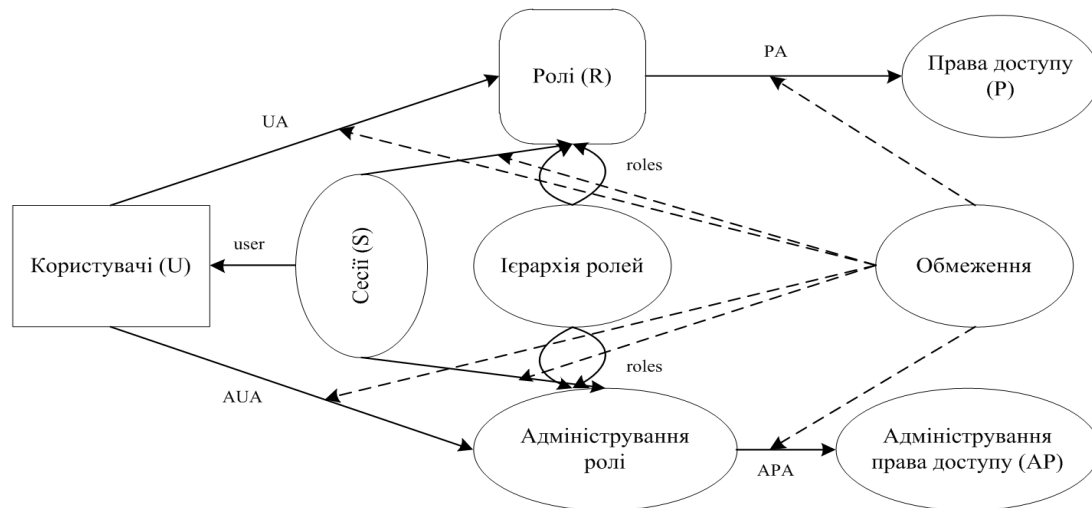 PA
Ролі (R)
Права доступу
(P)
UA
roles
user
Користувачі (U)
Сесії (S)
Ієрархія ролей
Обмеження
roles
AUA
Адміністрування
ролі
APA
Адміністрування
права доступу (AP)